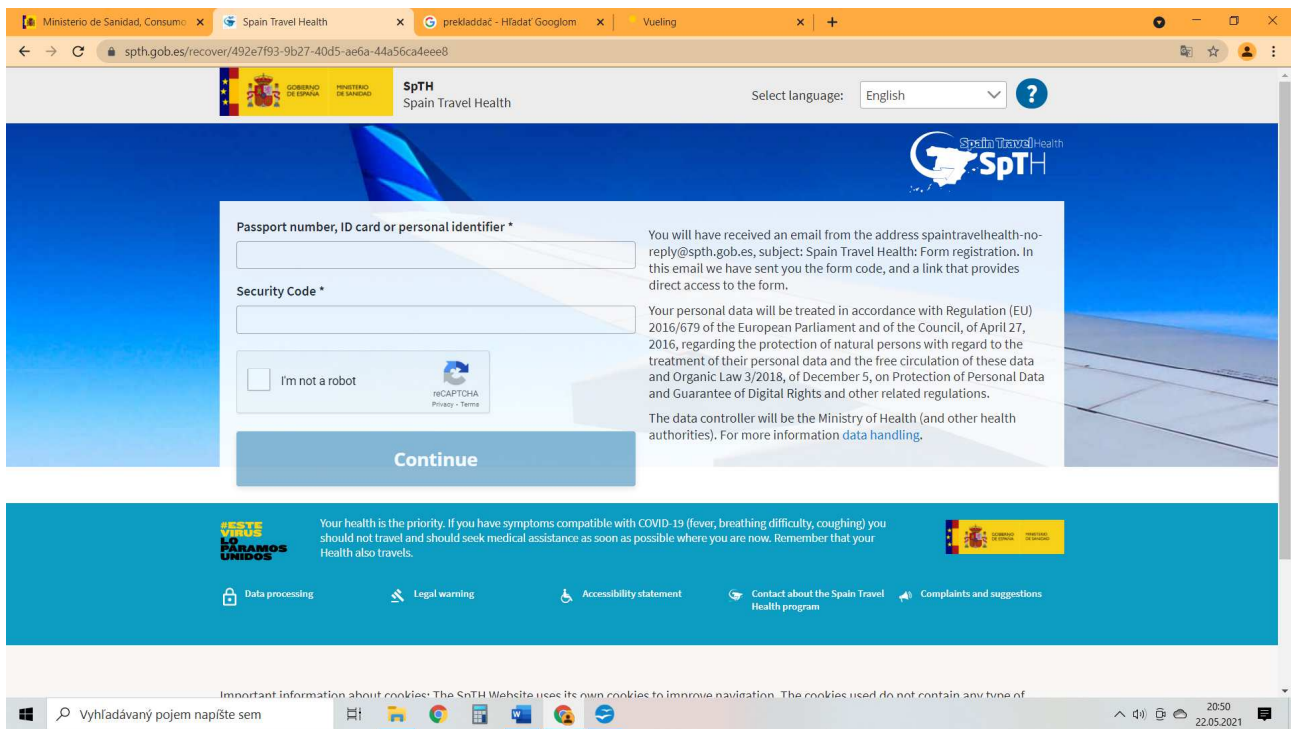 Ministerio de Sanidad, Consumo
Spain Travel Health
prekladdač - Hľadať Googlom
Vueling
spth.gob.es/recover/492e7f93-9b27-40d5-ae6a-44a56ca4eee8
GOBIERNO DE ESPAÑA
MINISTERIO DE SANIDAD
SpTH
Spain Travel Health
Select language:
English
?
Spain Travel Health
SpTH
Passport number, ID card or personal identifier *
Security Code *
I'm not a robot
reCAPTCHA
Privacy - Terms
Continue
You will have received an email from the address spaintravelhealth-no-
reply@spth.gob.es, subject: Spain Travel Health: Form registration. In
this email we have sent you the form code, and a link that provides
direct access to the form.
Your personal data will be treated in accordance with Regulation (EU)
2016/679 of the European Parliament and of the Council, of April 27,
2016, regarding the protection of natural persons with regard to the
treatment of their personal data and the free circulation of these data
and Organic Law 3/2018, of December 5, on Protection of Personal Data
and Guarantee of Digital Rights and other related regulations.
The data controller will be the Ministry of Health (and other health
authorities). For more information data handling.
#ESTE
VIRUS
LO
PARAMOS
UNIDOS
Your health is the priority. If you have symptoms compatible with COVID-19 (fever, breathing difficulty, coughing) you
should not travel and should seek medical assistance as soon as possible where you are now. Remember that your
Health also travels.
GOBIERNO DE ESPAÑA
MINISTERIO DE SANIDAD
Data processing
Legal warning
Accessibility statement
Contact about the Spain Travel
Health program
Complaints and suggestions
Important information about cookies: The SpTH Website uses its own cookies to improve navigation. The cookies used do not contain any type of
Vyhľadávaný pojem napíšte sem
20:50
22.05.2021